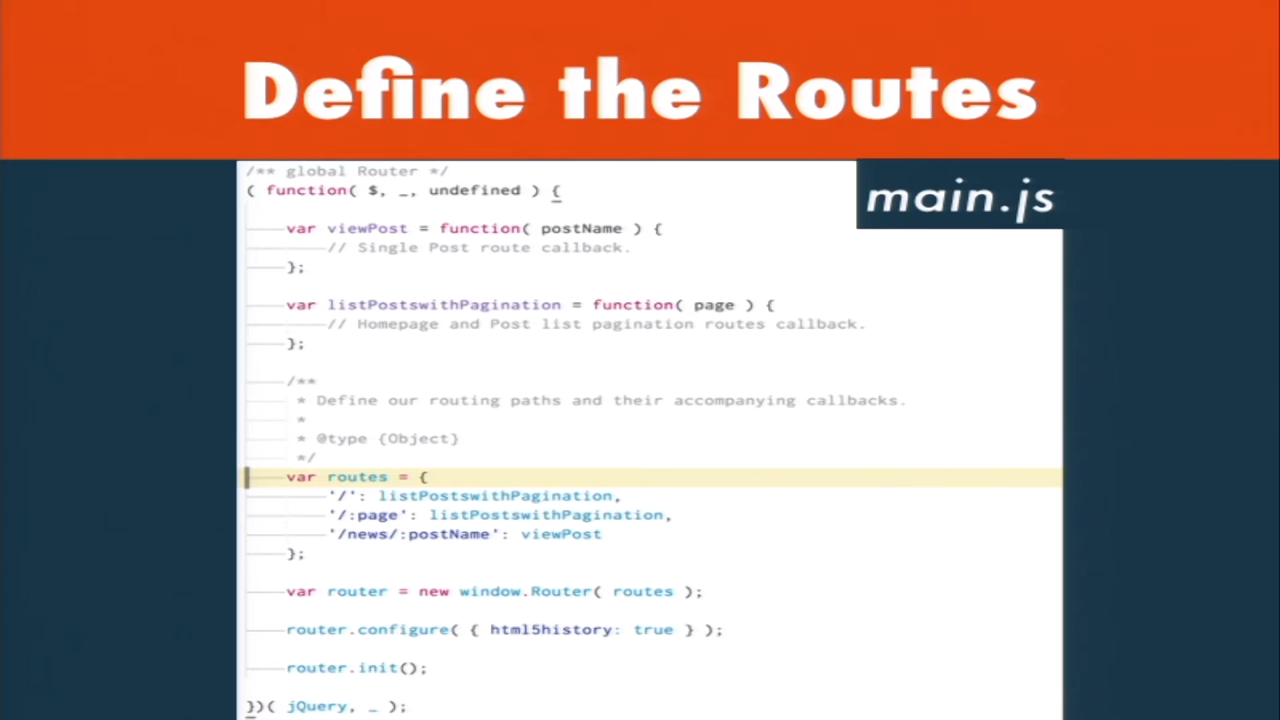 Define the Routes
main.js
/** global Router */
( function( $, _, undefined ) {
var viewPost = function( postName ) {
// Single Post route callback.
};
var listPostswithPagination = function( page ) {
// Homepage and Post list pagination routes callback.
};
/**
* Define our routing paths and their accompanying callbacks.
*
* @type {Object}
*/
var routes = {
'/': listPostswithPagination,
'/:page': listPostswithPagination,
'/news/:postName': viewPost
};
var router = new window.Router( routes );
router.configure( { html5history: true } );
router.init();
})( jQuery, _ );